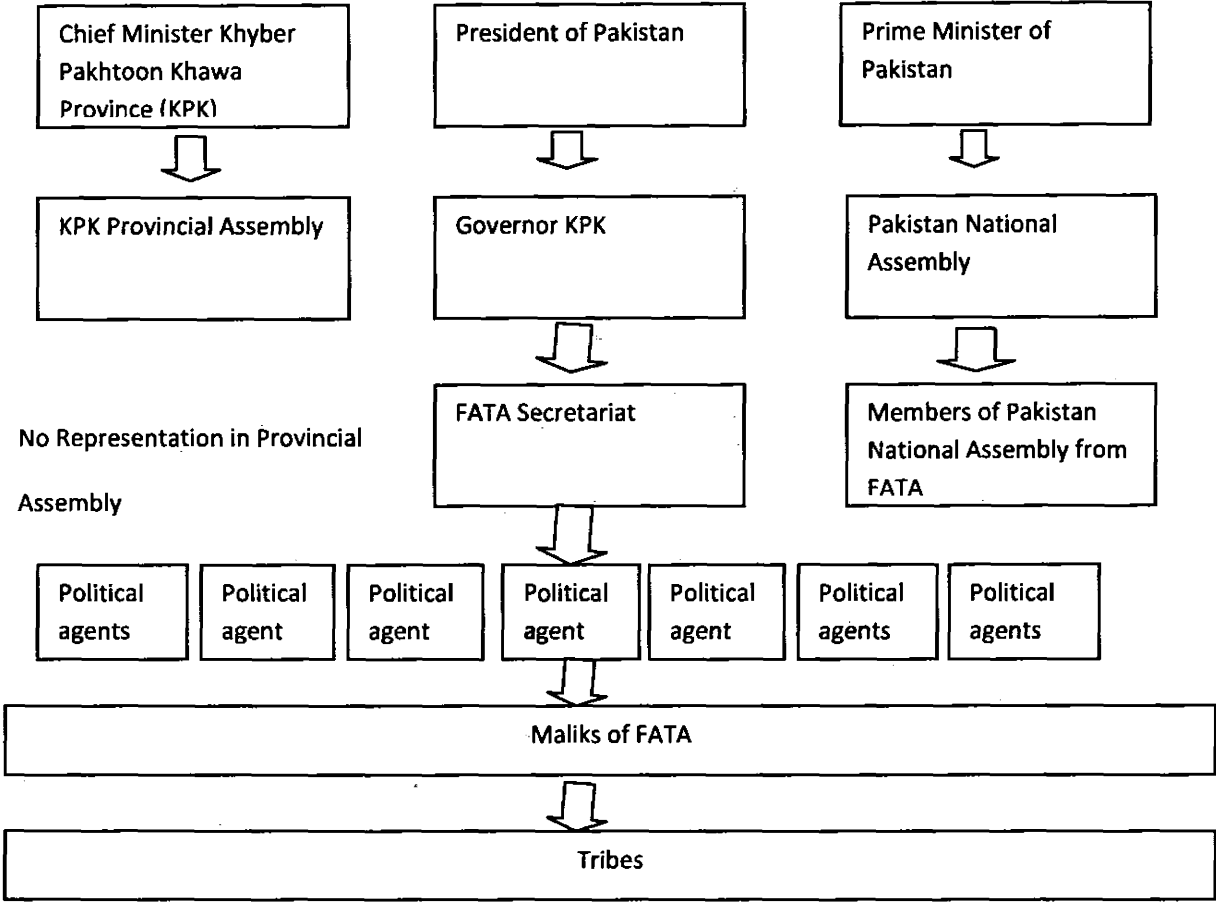 Chief Minister Khyber
Pakhtoon Khawa
Province (KPK)
President of Pakistan
Prime Minister of
Pakistan
KPK Provincial Assembly
Governor KPK
Pakistan National
Assembly
No Representation in Provincial
Assembly
FATA Secretariat
Members of Pakistan
National Assembly from
FATA
Political
agents
Political
agent
Political
agent
Political
agent
Political
agent
Political
agents
Political
agents
Maliks of FATA
Tribes